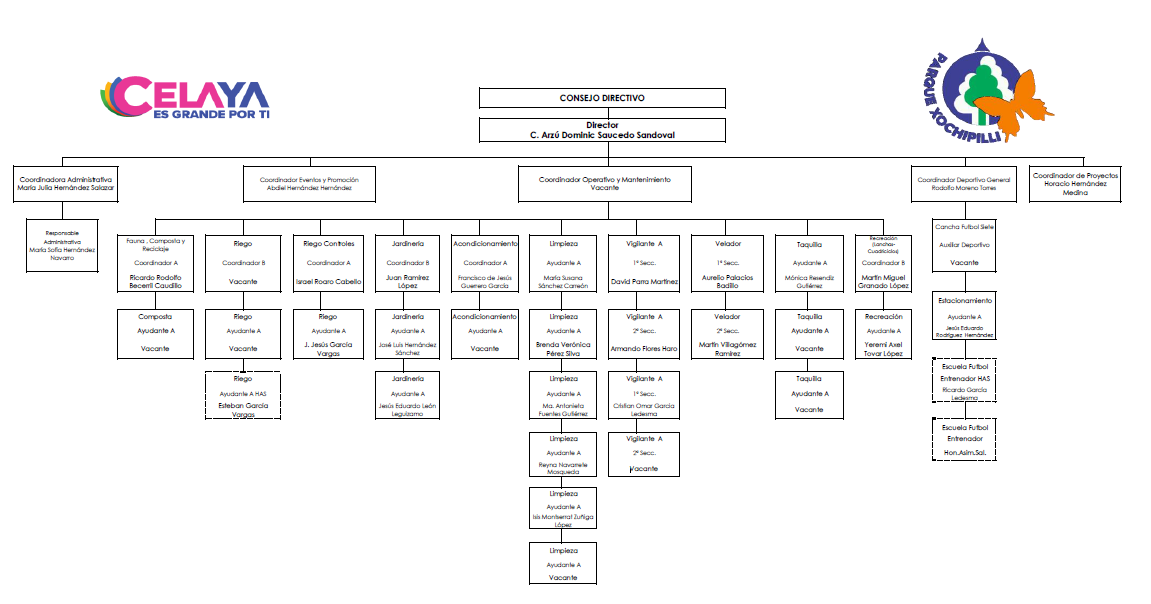 CELAYA
ES GRANDE POR TI
PARQUE XOCHIPILLI
CONSEJO DIRECTIVO
Director
C. Arzú Dominic Saucedo Sandoval
Coordinadora Administrativa
María Julia Hernández Salazar
Coordinador Eventos y Promoción
Abdiel Hernández Hernández
Coordinador Operativo y Mantenimiento
Vacante
Coordinador Deportivo General
Rodolfo Moreno Torres
Coordinador de Proyectos
Horacio Hernández
Medina
Responsable
Administrativa
María Sofía Hernández
Navarro
Fauna , Composta y
Reciclaje
Coordinador A
Ricardo Rodolfo
Becerril Caudillo
Composta
Ayudante A
Vacante
Riego
Coordinador B
Vacante
Riego
Ayudante A
Vacante
Riego
Ayudante A HAS
Esteban García
Vargas
Riego Controles
Coordinador A
Israel Roaro Cabello
Riego
Ayudante A
J. Jesús García
Vargas
Jardinería
Coordinador B
Juan Ramírez
López
Jardinería
Ayudante A
José Luis Hernández
Sánchez
Jardinería
Ayudante A
Jesús Eduardo León
Leguizamo
Acondicionamiento
Coordinador A
Francisco de Jesús
Guerrero García
Acondicionamiento
Ayudante A
Vacante
Limpieza
Ayudante A
María Susana
Sánchez Carreón
Limpieza
Ayudante A
Brenda Verónica
Pérez Silva
Limpieza
Ayudante A
Ma. Antonieta
Fuentes Gutiérrez
Limpieza
Ayudante A
Reyna Navarrete
Mosqueda
Limpieza
Ayudante A
Isis Montserrat Zuñiga
López
Limpieza
Ayudante A
Vacante
Vigilante A
1ª Secc.
David Parra Martínez
Vigilante A
2ª Secc.
Armando Flores Haro
Vigilante A
1ª Secc.
Cristian Omar García
Ledesma
Vigilante A
2ª Secc.
Vacante
Velador
1ª Secc.
Aurelio Palacios
Badillo
Velador
2ª Secc.
Martín Villagómez
Ramírez
Taquilla
Ayudante A
Mónica Resendiz
Gutiérrez
Taquilla
Ayudante A
Vacante
Taquilla
Ayudante A
Vacante
Recreación
(Lanchas-
Cuadriciclos)
Coordinador B
Martín Miguel
Granado López
Recreación
Ayudante A
Yeremi Axel
Tovar López
Cancha Futbol Siete
Auxiliar Deportivo
Vacante
Estacionamiento
Ayudante A
Jesús Eduardo
Rodríguez Hernández
Escuela Futbol
Entrenador HAS
Ricardo García
Ledesma
Escuela Futbol
Entrenador
Hon.Asim.Sal.